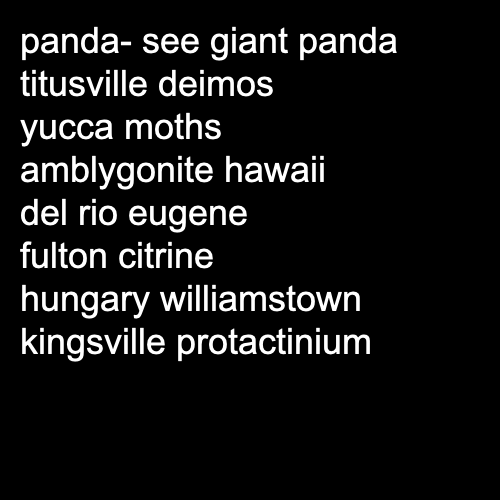 panda- see giant panda
titusville deimos
yucca moths
amblygonite hawaii
del rio eugene
fulton citrine
hungary williamstown
kingsville protactinium